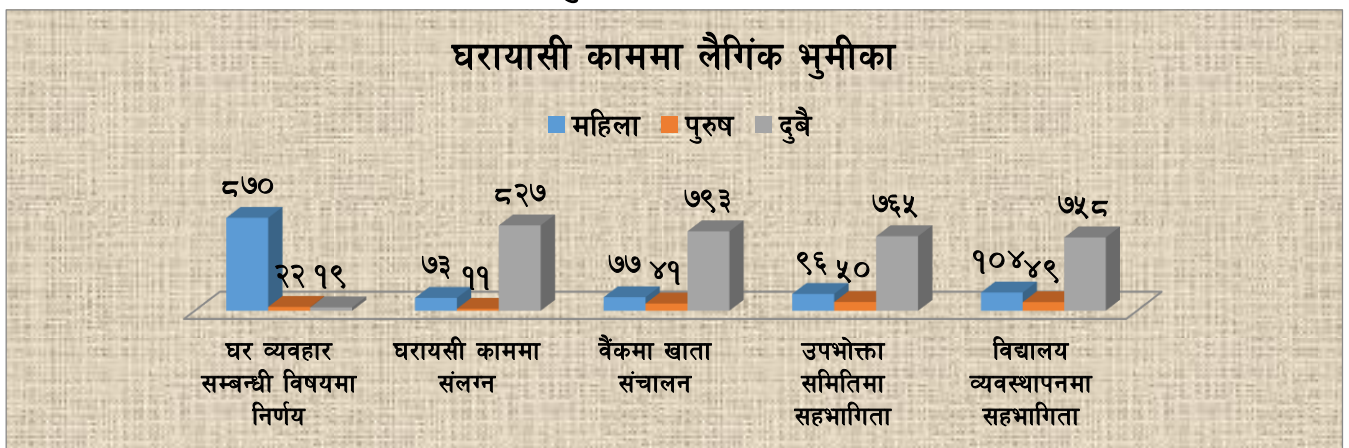 घरायासी काममा लैगिंक भुमीका
महिला पुरुष दुबै
८७० २२ १९ ७३ ११ ८२७ ७७ ४१ ७९३ ९६ ५० ७६५ १०४ ४९ ७५८
घर व्यवहार सम्बन्धी विषयमा निर्णय
घरायसी काममा संलग्न
वैंकमा खाता संचालन
उपभोक्ता समितिमा सहभागिता
विद्यालय व्यवस्थापनमा सहभागिता